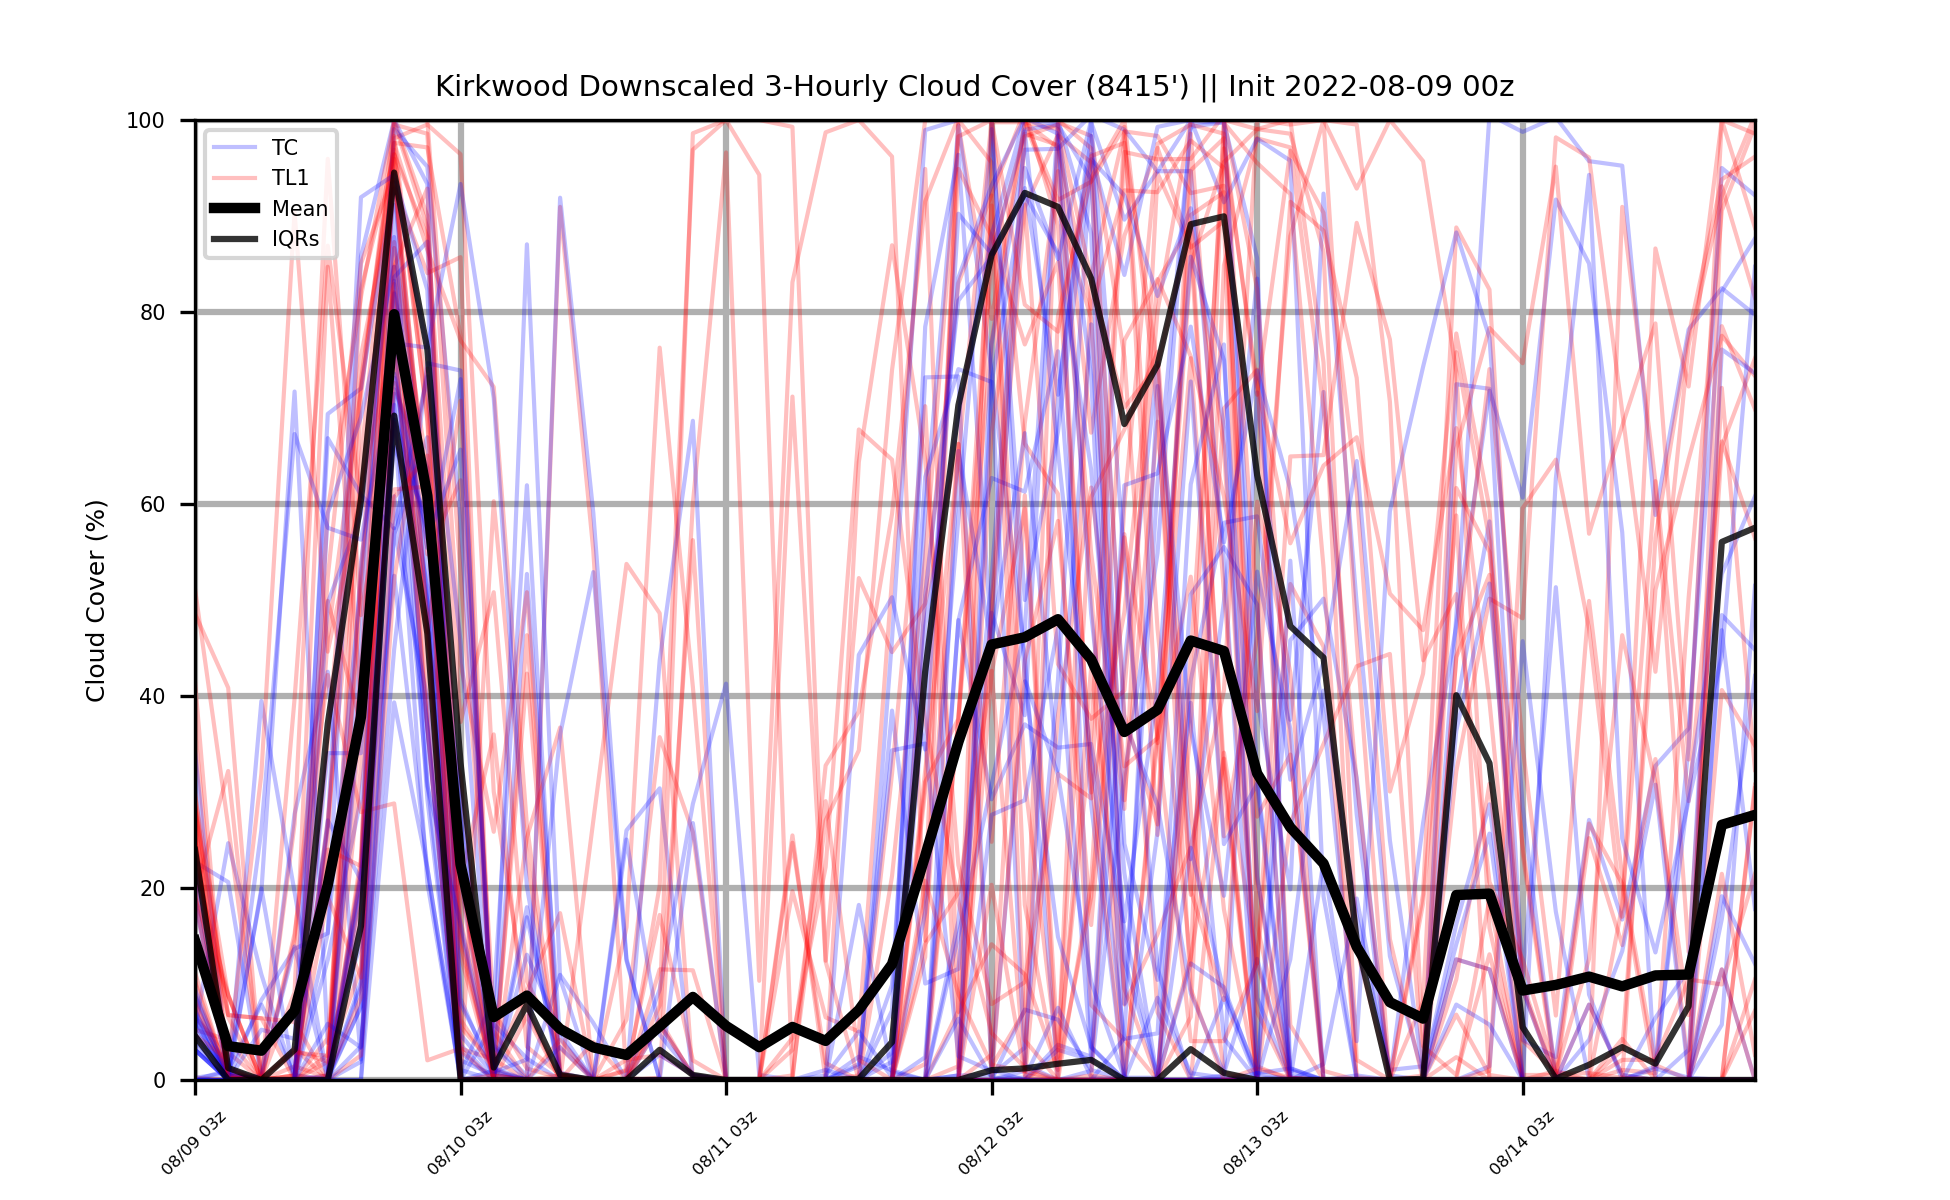 Kirkwood Downscaled 3-Hourly Cloud Cover (8415') || Init 2022-08-09 00z
100
80
60
40
20
0
Cloud Cover (%)
TC
TL1
Mean
IQRs
08/09 03z
08/10 03z
08/11 03z
08/12 03z
08/13 03z
08/14 03z